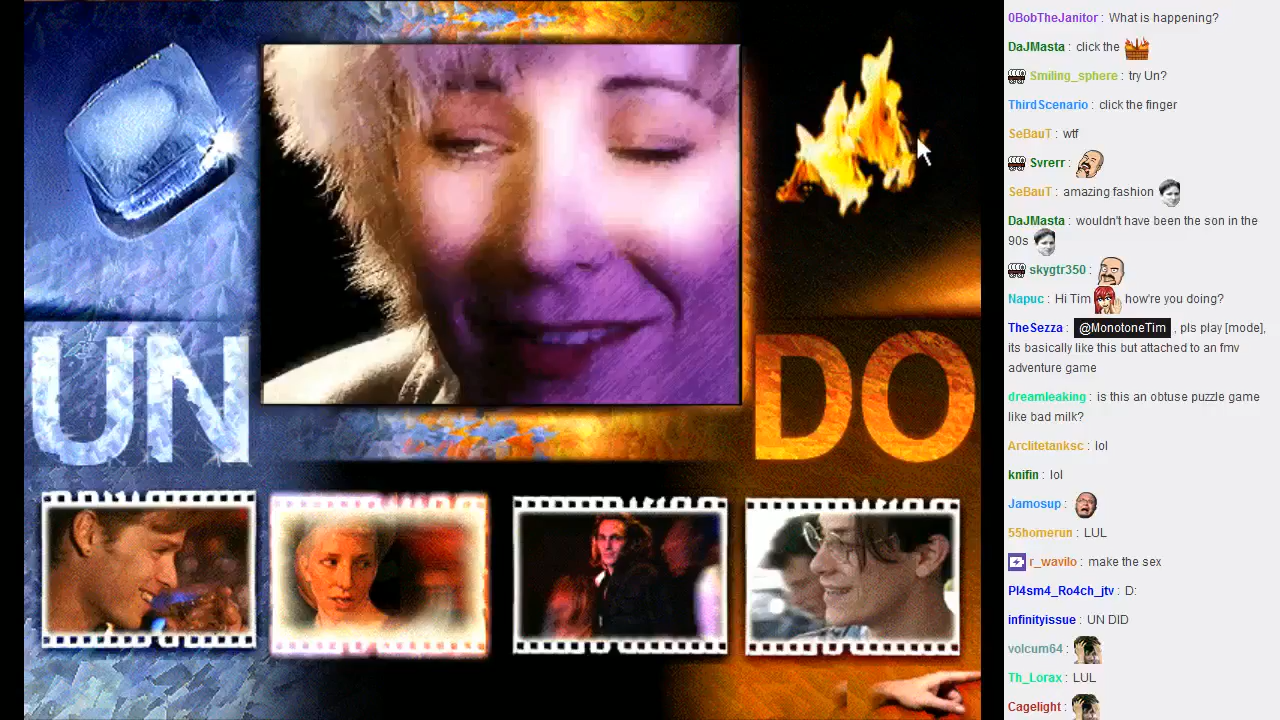 UN
DO
0BobTheJanitor : What is happening?
DaJMasta : click the
Smiling_sphere : try Un?
ThirdScenario : click the finger
SeBauT : wtf
Svrerr :
SeBauT : amazing fashion
DaJMasta : wouldn't have been the son in the
90s
skygtr350 :
Napuc : Hi Tim how're you doing?
TheSezza : @MonotoneTim , pls play [mode],
its basically like this but attached to an fmv
adventure game
dreamleaking : is this an obtuse puzzle game
like bad milk?
Arclitetanksc : lol
knifin : lol
Jamosup :
55homerun : LUL
r_wavilo : make the sex
Pl4sm4_Ro4ch_jtv : D:
infinityissue : UN DID
volcum64 :
Th_Lorax : LUL
Cagelight :